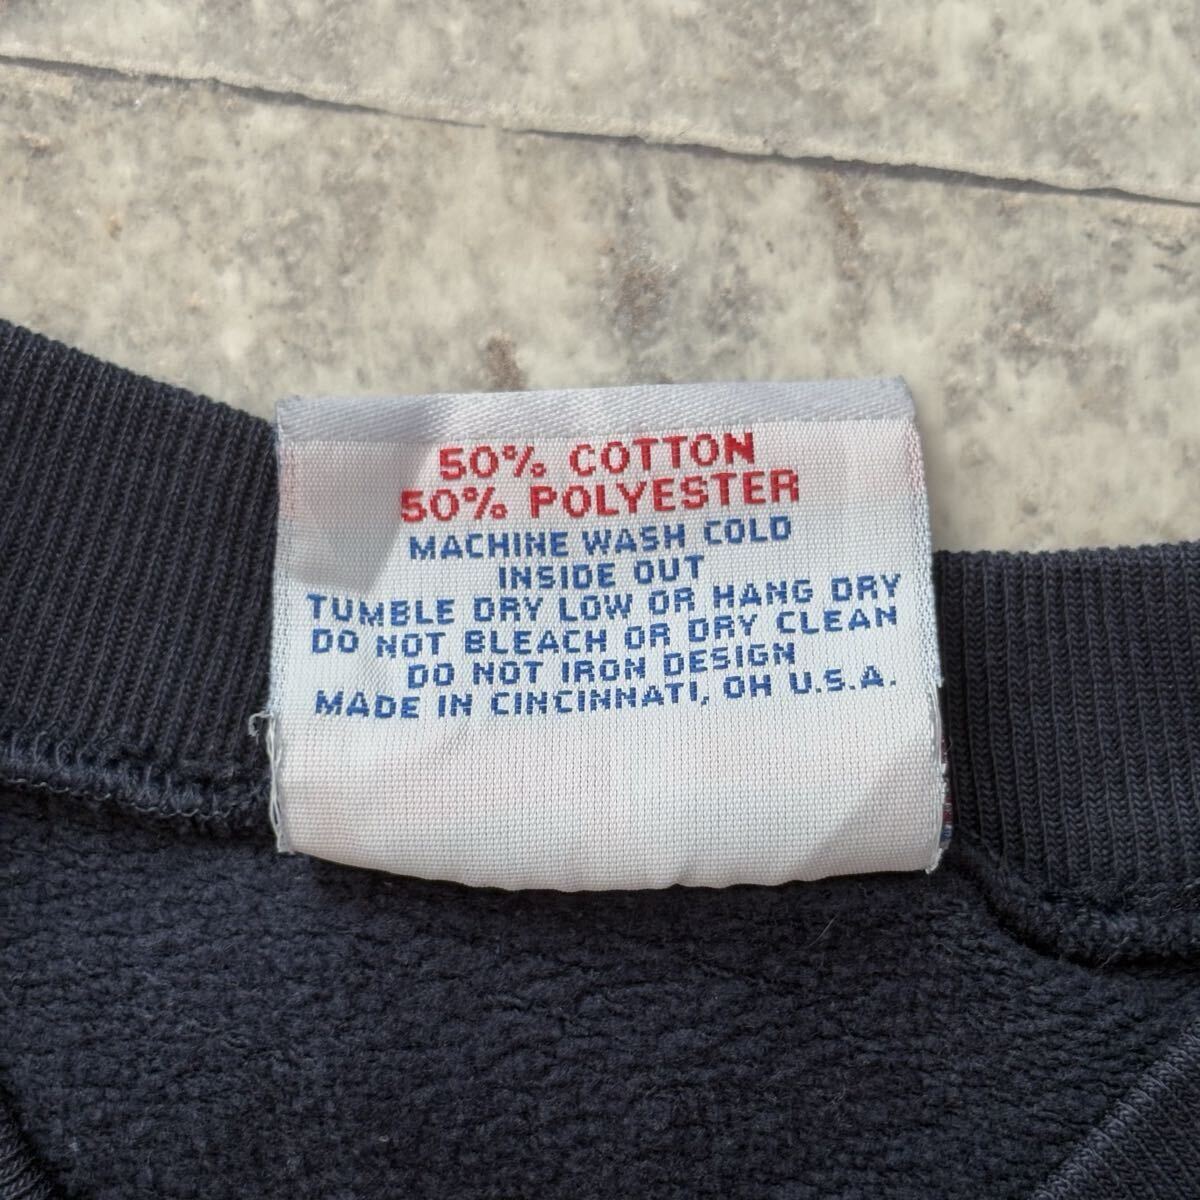 50% COTTON
50% POLYESTER
MACHINE WASH COLD
INSIDE OUT
TUMBLE DRY LOW OR HANG DRY
DO NOT BLEACH OR DRY CLEAN
DO NOT IRON DESIGN
MADE IN CINCINNATI, OH U.S.A.